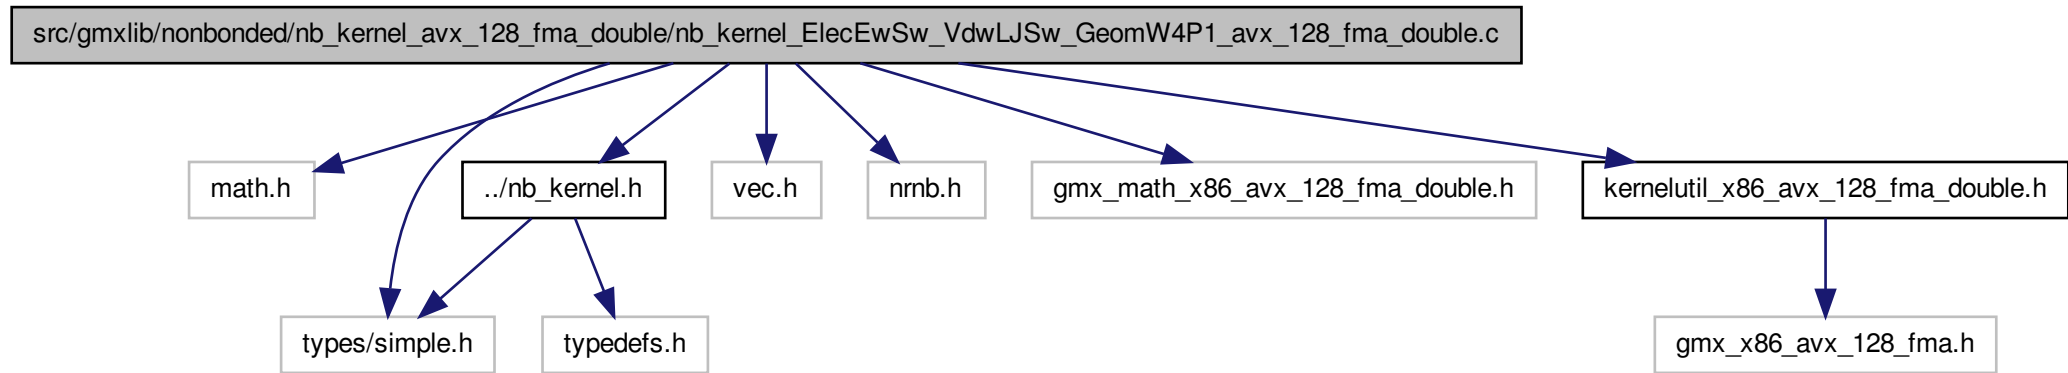 src/gmxlib/nonbonded/nb_kernel_avx_128_fma_double/nb_kernel_ElecEwSw_VdwLJSw_GeomW4P1_avx_128_fma_double.c
math.h
../nb_kernel.h
vec.h
nrnb.h
gmx_math_x86_avx_128_fma_double.h
kernelutil_x86_avx_128_fma_double.h
types/simple.h
typedefs.h
gmx_x86_avx_128_fma.h